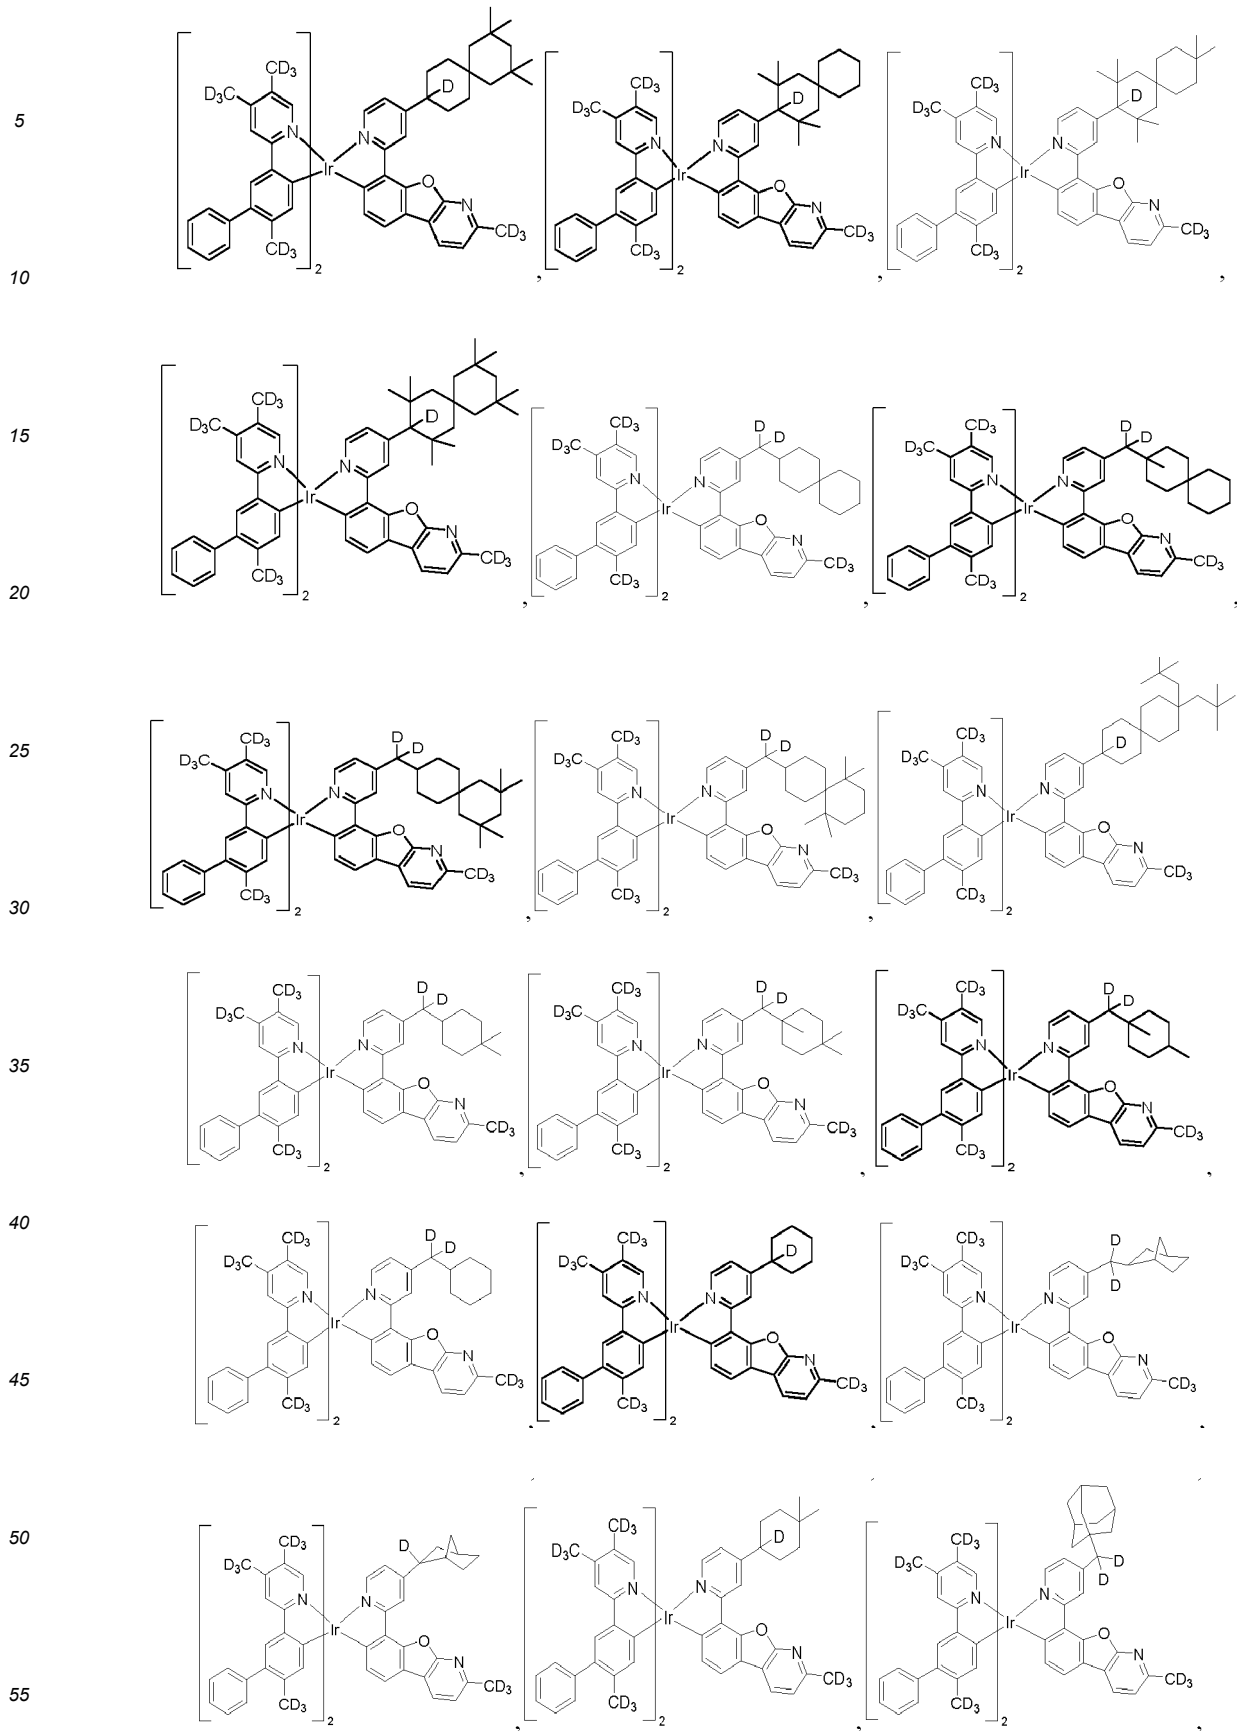 CD3 CD3 CD3
D3C D D3C D D3C D
5
N N N N N N
Ir Ir Ir
O N O N O N
CD3 CD3 CD3 CD3 CD3 CD3
10 2 , 2 , 2 ,
CD3 D D D D
D3C D D3C CD3 D3C CD3
15
N N N N N N
Ir Ir Ir
O N O N O N
CD3 CD3 CD3 CD3 CD3 CD3
20 2 , 2 , 2 ,
25
CD3 D D CD3 D D CD3
D3C D3C D3C D
N N N N N N
Ir Ir Ir
O N O N O N
CD3 CD3 CD3 CD3 CD3 CD3
30 2 , 2 , 2
CD3 D D CD3 D D CD3 D D
D3C D3C D3C
35
N N N N N N
Ir Ir Ir
O N O N O N
CD3 CD3 CD3 CD3 CD3 CD3
2 , 2 , 2 ,
40
CD3 D D CD3 D CD3 D
D3C D3C D3C D
N N N N N N
Ir Ir Ir
O N O N O N
45
CD3 CD3 CD3 CD3 CD3 CD3
2 , 2 , 2 ,
50
CD3 D CD3 D CD3 D
D3C D3C D3C D
N N N N N N
Ir Ir Ir
O N O N O N
55
CD3 CD3 CD3 CD3 CD3 CD3
2 , 2 , 2 ,